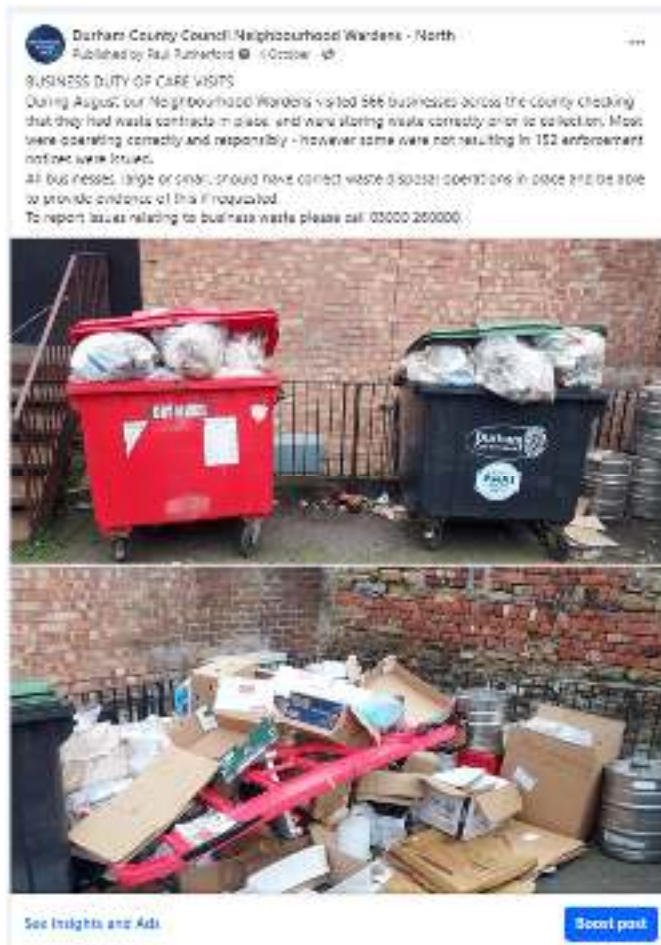 Durham County Council Neighbourhood Wardens - North
Published by Paul Rutherford · 4 October ·
BUSINESS DUTY OF CARE VISITS
During August our Neighbourhood Wardens visited 566 businesses across the county checking
that they had waste contracts in place, and were storing waste correctly prior to collection. Most
were operating correctly and responsibly - however some were not resulting in 152 enforcement
notices were issued.
All businesses, large or small, should have correct waste disposal operations in place and be able
to provide evidence of this if requested.
To report issues relating to business waste please call 03000 260000
Durham
See Insights and Ads
Boost post